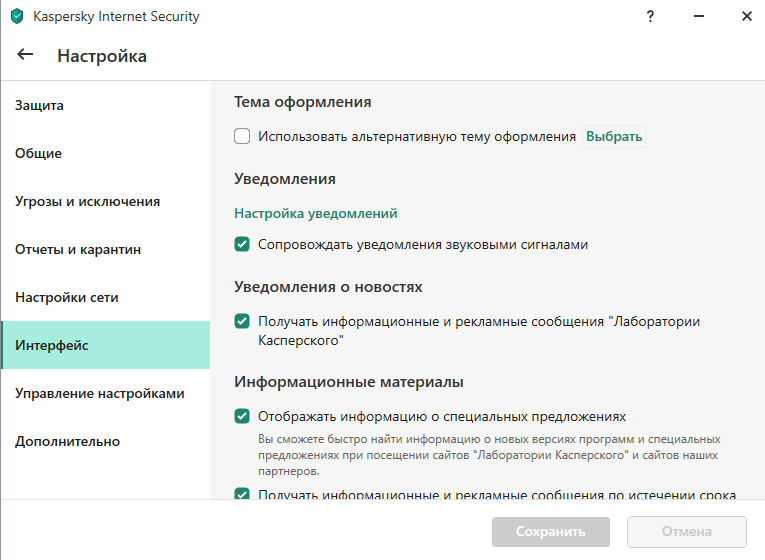 Kaspersky Internet Security
?
Настройка
Защита
Общие
Угрозы и исключения
Отчеты и карантин
Настройки сети
Интерфейс
Управление настройками
Дополнительно
Тема оформления
Использовать альтернативную тему оформления Выбрать
Уведомления
Настройка уведомлений
Сопровождать уведомления звуковыми сигналами
Уведомления о новостях
Получать информационные и рекламные сообщения "Лаборатории
Касперского"
Информационные материалы
Отображать информацию о специальных предложениях
Вы сможете быстро найти информацию о новых версиях программ и специальных
предложениях при посещении сайтов "Лаборатории Касперского" и сайтов наших
партнеров.
Получать информационные и рекламные сообщения по истечении срока
Сохранить
Отмена